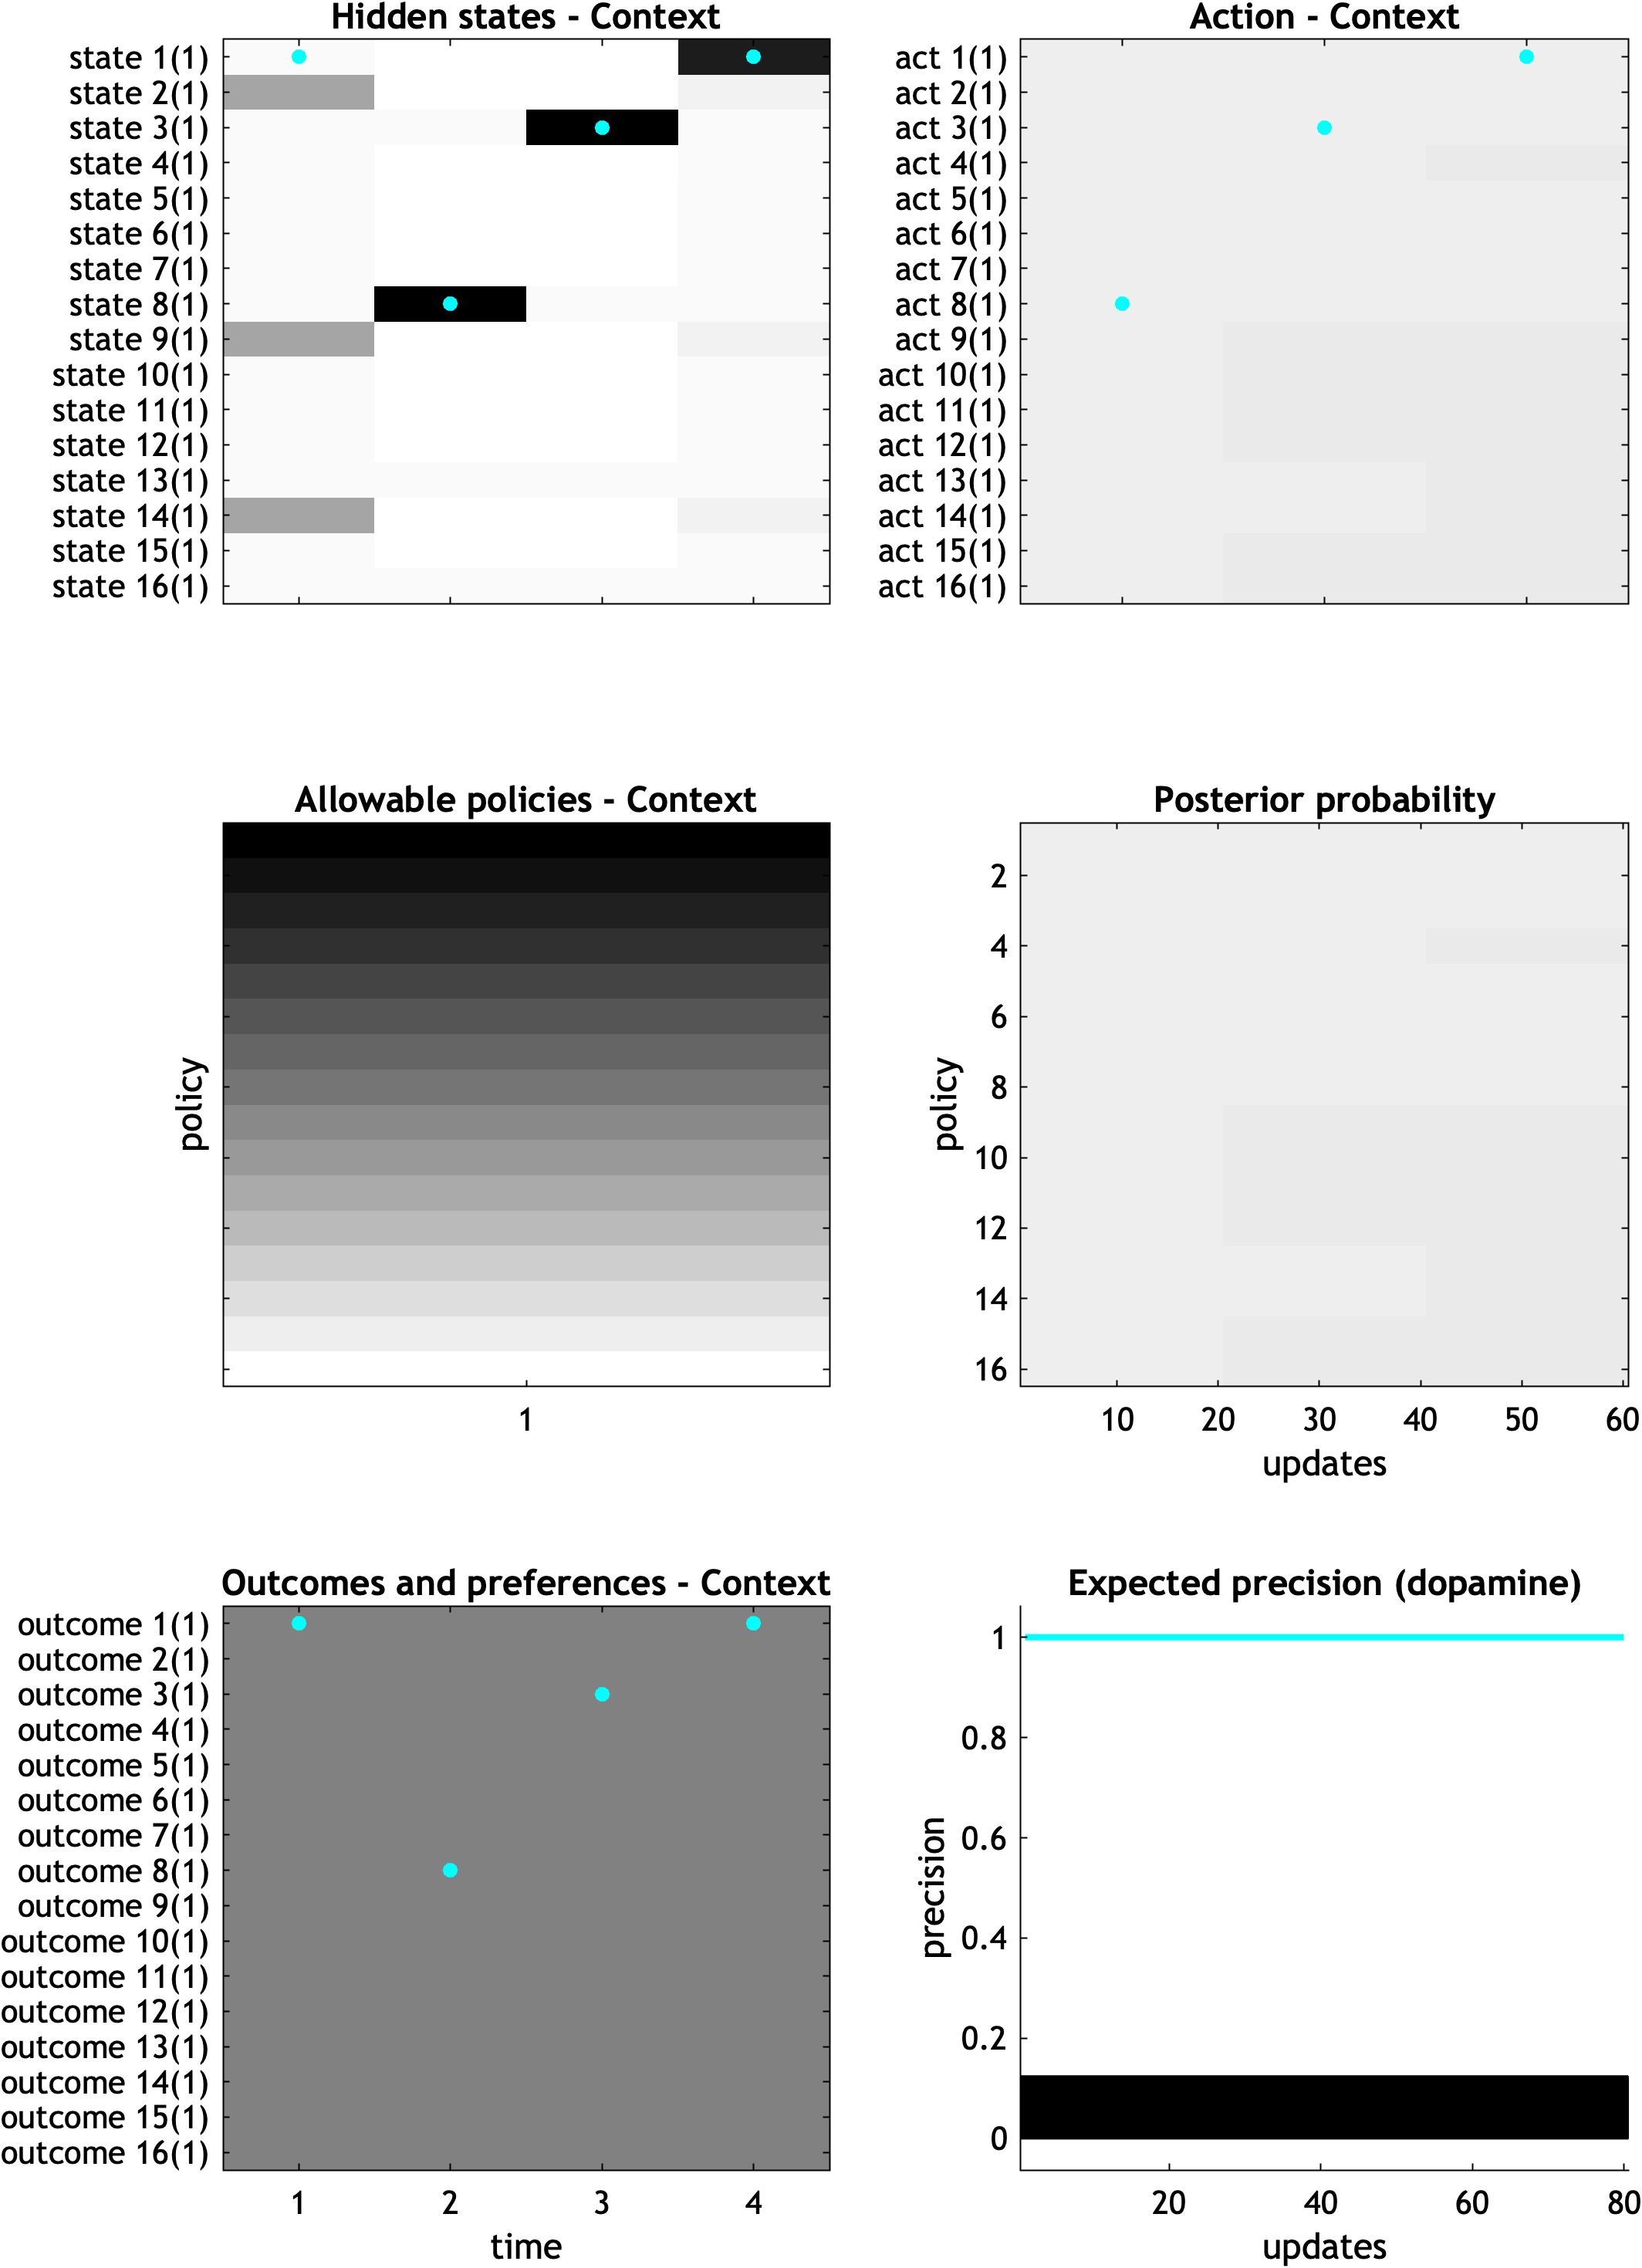 Hidden states - Context
state 1(1)
state 2(1)
state 3(1)
state 4(1)
state 5(1)
state 6(1)
state 7(1)
state 8(1)
state 9(1)
state 10(1)
state 11(1)
state 12(1)
state 13(1)
state 14(1)
state 15(1)
state 16(1)
Action - Context
act 1(1)
act 2(1)
act 3(1)
act 4(1)
act 5(1)
act 6(1)
act 7(1)
act 8(1)
act 9(1)
act 10(1)
act 11(1)
act 12(1)
act 13(1)
act 14(1)
act 15(1)
act 16(1)
Allowable policies - Context
policy
1
Posterior probability
policy
2
4
6
8
10
12
14
16
10 20 30 40 50 60
updates
Outcomes and preferences - Context
outcome 1(1)
outcome 2(1)
outcome 3(1)
outcome 4(1)
outcome 5(1)
outcome 6(1)
outcome 7(1)
outcome 8(1)
outcome 9(1)
outcome 10(1)
outcome 11(1)
outcome 12(1)
outcome 13(1)
outcome 14(1)
outcome 15(1)
outcome 16(1)
1 2 3 4
time
Expected precision (dopamine)
precision
1
0.8
0.6
0.4
0.2
0
20 40 60 80
updates